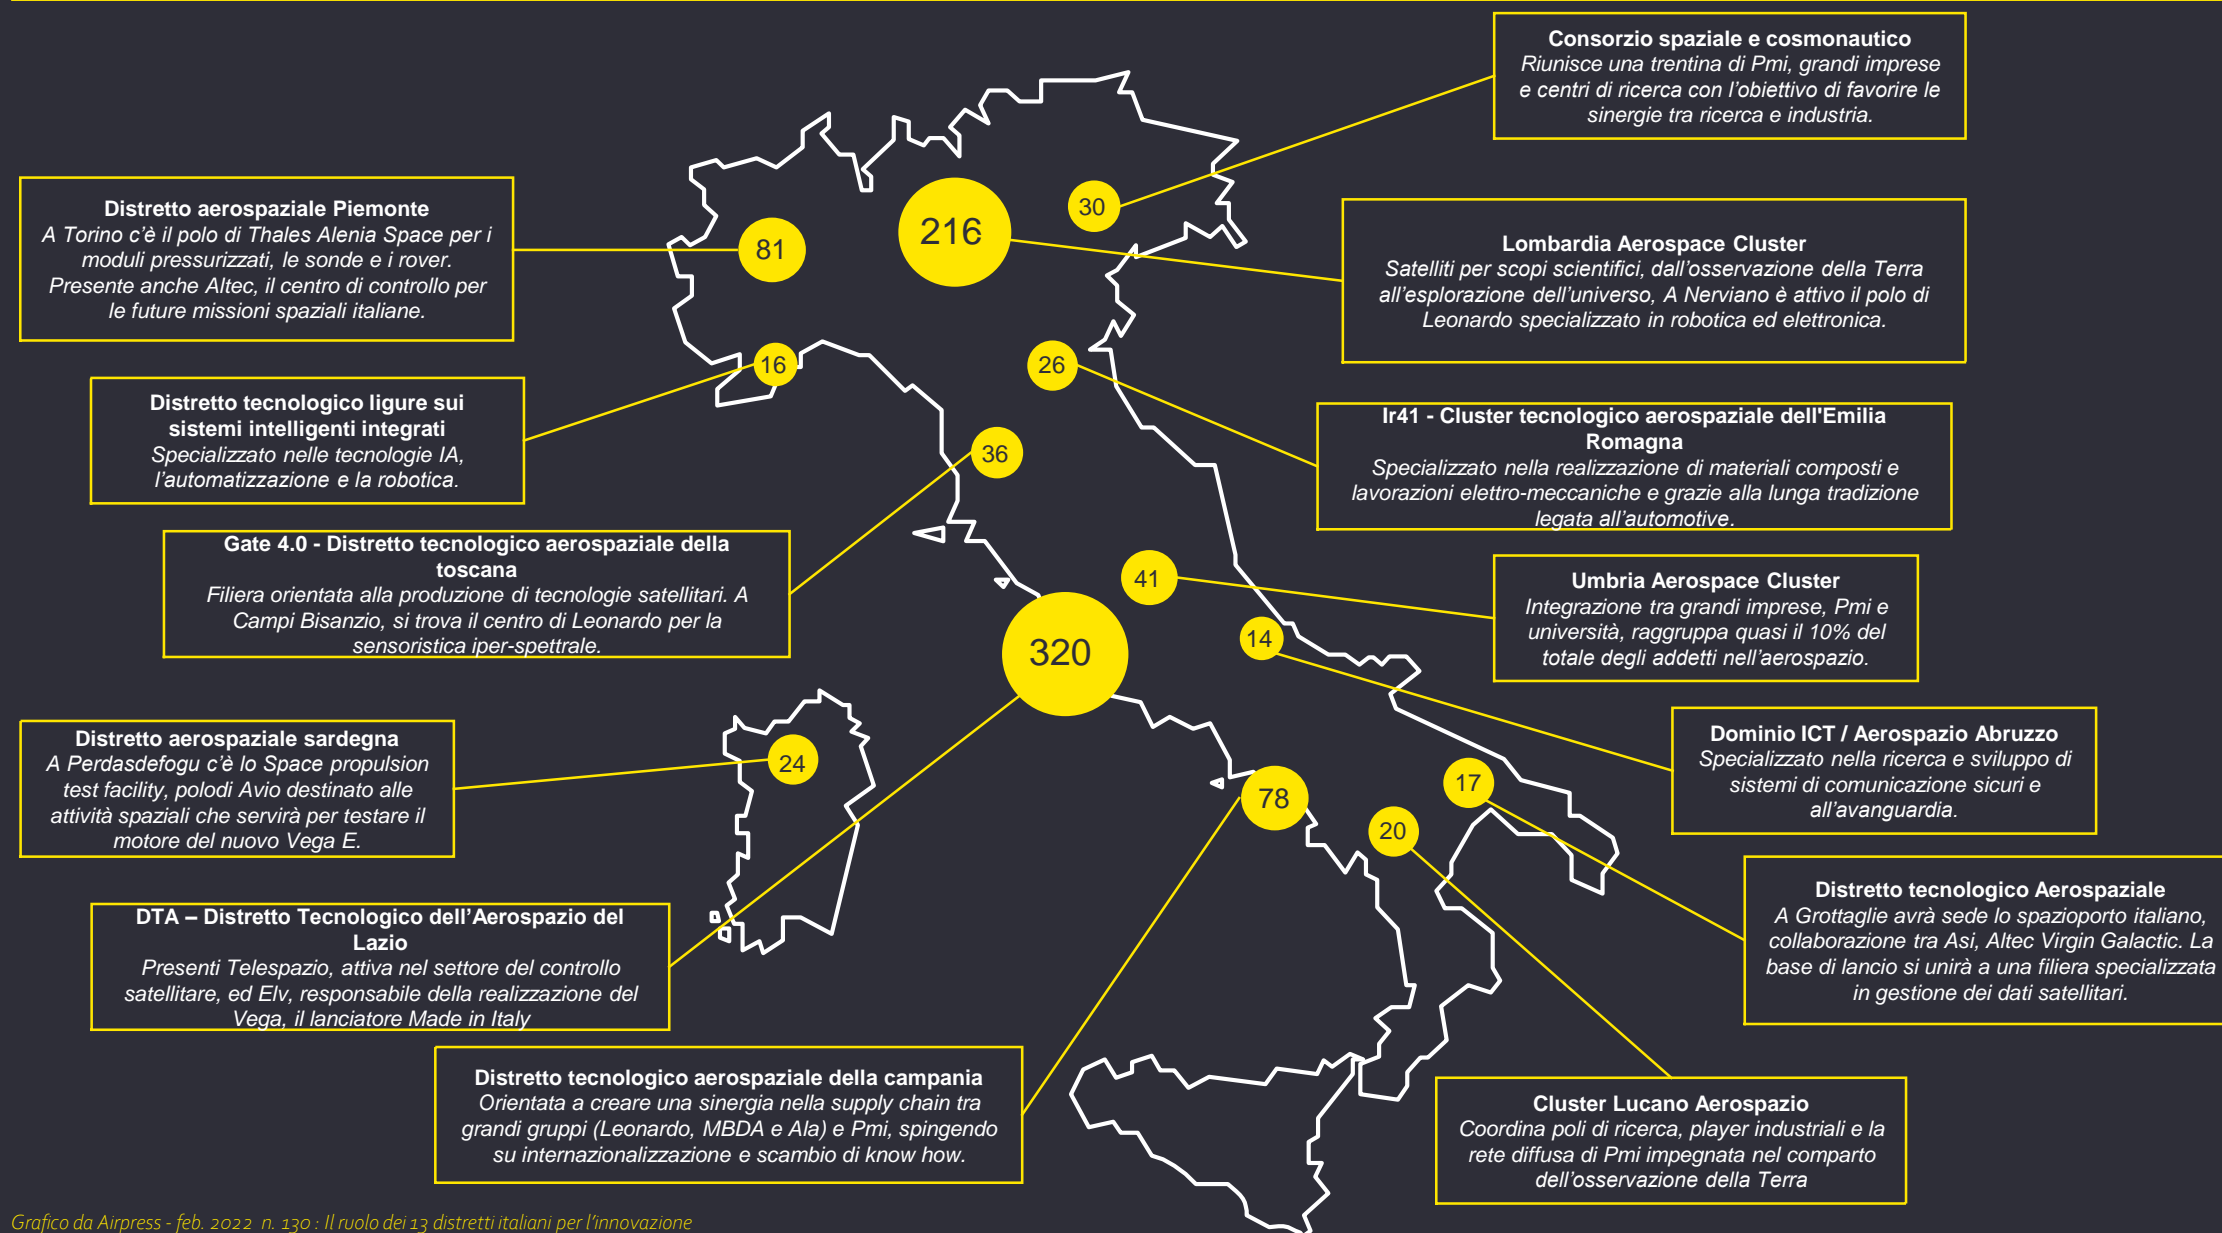 Consorzio spaziale e cosmonautico
Riunisce una trentina di Pmi, grandi imprese
e centri di ricerca con l'obiettivo di favorire le
sinergie tra ricerca e industria.
Distretto aerospaziale Piemonte
A Torino c'è il polo di Thales Alenia Space per i
moduli pressurizzati, le sonde e i rover.
Presente anche Altec, il centro di controllo per
le future missioni spaziali italiane.
81
216
30
Lombardia Aerospace Cluster
Satelliti per scopi scientifici, dall'osservazione della Terra
all'esplorazione dell'universo, A Nerviano è attivo il polo di
Leonardo specializzato in robotica ed elettronica.
16
26
Distretto tecnologico ligure sui
sistemi intelligenti integrati
Specializzato nelle tecnologie IA,
l'automatizzazione e la robotica.
36
Ir41 - Cluster tecnologico aerospaziale dell'Emilia
Romagna
Specializzato nella realizzazione di materiali composti e
lavorazioni elettro-meccaniche e grazie alla lunga tradizione
legata all'automotive.
Gate 4.0 - Distretto tecnologico aerospaziale della
toscana
Filiera orientata alla produzione di tecnologie satellitari. A
Campi Bisanzio, si trova il centro di Leonardo per la
sensoristica iper-spettrale.
41
Umbria Aerospace Cluster
Integrazione tra grandi imprese, Pmi e
università, raggruppa quasi il 10% del
totale degli addetti nell'aerospazio.
320
14
Distretto aerospaziale sardegna
A Perdasdefogu c'è lo Space propulsion
test facility, polodi Avio destinato alle
attività spaziali che servirà per testare il
motore del nuovo Vega E.
24
78
20
17
Dominio ICT / Aerospazio Abruzzo
Specializzato nella ricerca e sviluppo di
sistemi di comunicazione sicuri e
all'avanguardia.
DTA – Distretto Tecnologico dell'Aerospazio del
Lazio
Presenti Telespazio, attiva nel settore del controllo
satellitare, ed Elv, responsabile della realizzazione del
Vega, il lanciatore Made in Italy
Distretto tecnologico Aerospaziale
A Grottaglie avrà sede lo spazioporto italiano,
collaborazione tra Asi, Altec Virgin Galactic. La
base di lancio si unirà a una filiera specializzata
in gestione dei dati satellitari.
Distretto tecnologico aerospaziale della campania
Orientata a creare una sinergia nella supply chain tra
grandi gruppi (Leonardo, MBDA e Ala) e Pmi, spingendo
su internazionalizzazione e scambio di know how.
Cluster Lucano Aerospazio
Coordina poli di ricerca, player industriali e la
rete diffusa di Pmi impegnata nel comparto
dell'osservazione della Terra
Grafico da Airpress - feb. 2022 n. 130 : Il ruolo dei 13 distretti italiani per l'innovazione